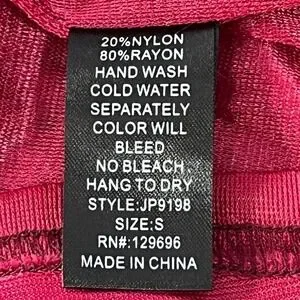 20%NYLON
80%RAYON
HAND WASH
COLD WATER
SEPARATELY
COLOR WILL
BLEED
NO BLEACH
HANG TO DRY
STYLE:JP9198
SIZE:S
RN#:129696
MADE IN CHINA